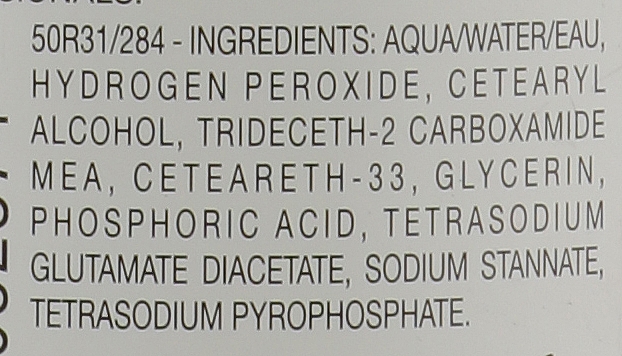 50R31/284 - INGREDIENTS: AQUA/WATER/EAU,
HYDROGEN PEROXIDE, CETEARYL
ALCOHOL, TRIDECETH-2 CARBOXAMIDE
MEA, CETEARETH-33, GLYCERIN,
PHOSPHORIC ACID, TETRASODIUM
GLUTAMATE DIACETATE, SODIUM STANNATE,
TETRASODIUM PYROPHOSPHATE.